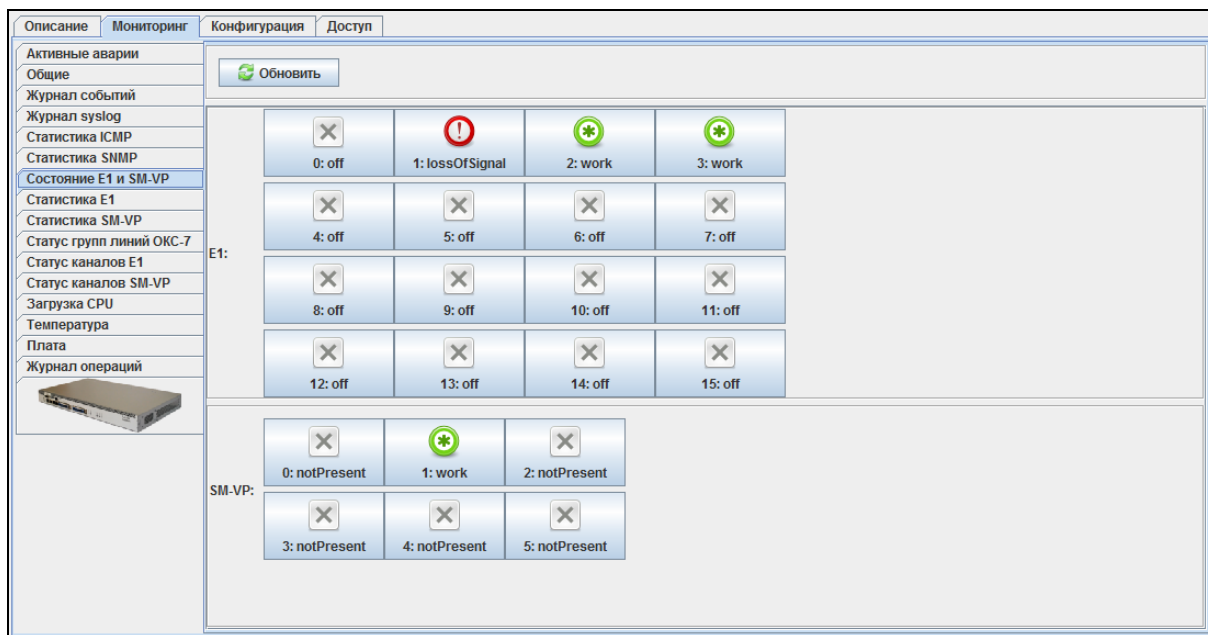 Описание Мониторинг Конфигурация Доступ
Активные аварии
Общие
Журнал событий
Журнал syslog
Статистика ICMP
Статистика SNMP
Состояние E1 и SM-VP
Статистика E1
Статистика SM-VP
Статус групп линий ОКС-7
Статус каналов E1
Статус каналов SM-VP
Загрузка CPU
Температура
Плата
Журнал операций
Обновить
E1:
0: off 1: lossOfSignal 2: work 3: work
4: off 5: off 6: off 7: off
8: off 9: off 10: off 11: off
12: off 13: off 14: off 15: off
SM-VP:
0: notPresent 1: work 2: notPresent
3: notPresent 4: notPresent 5: notPresent